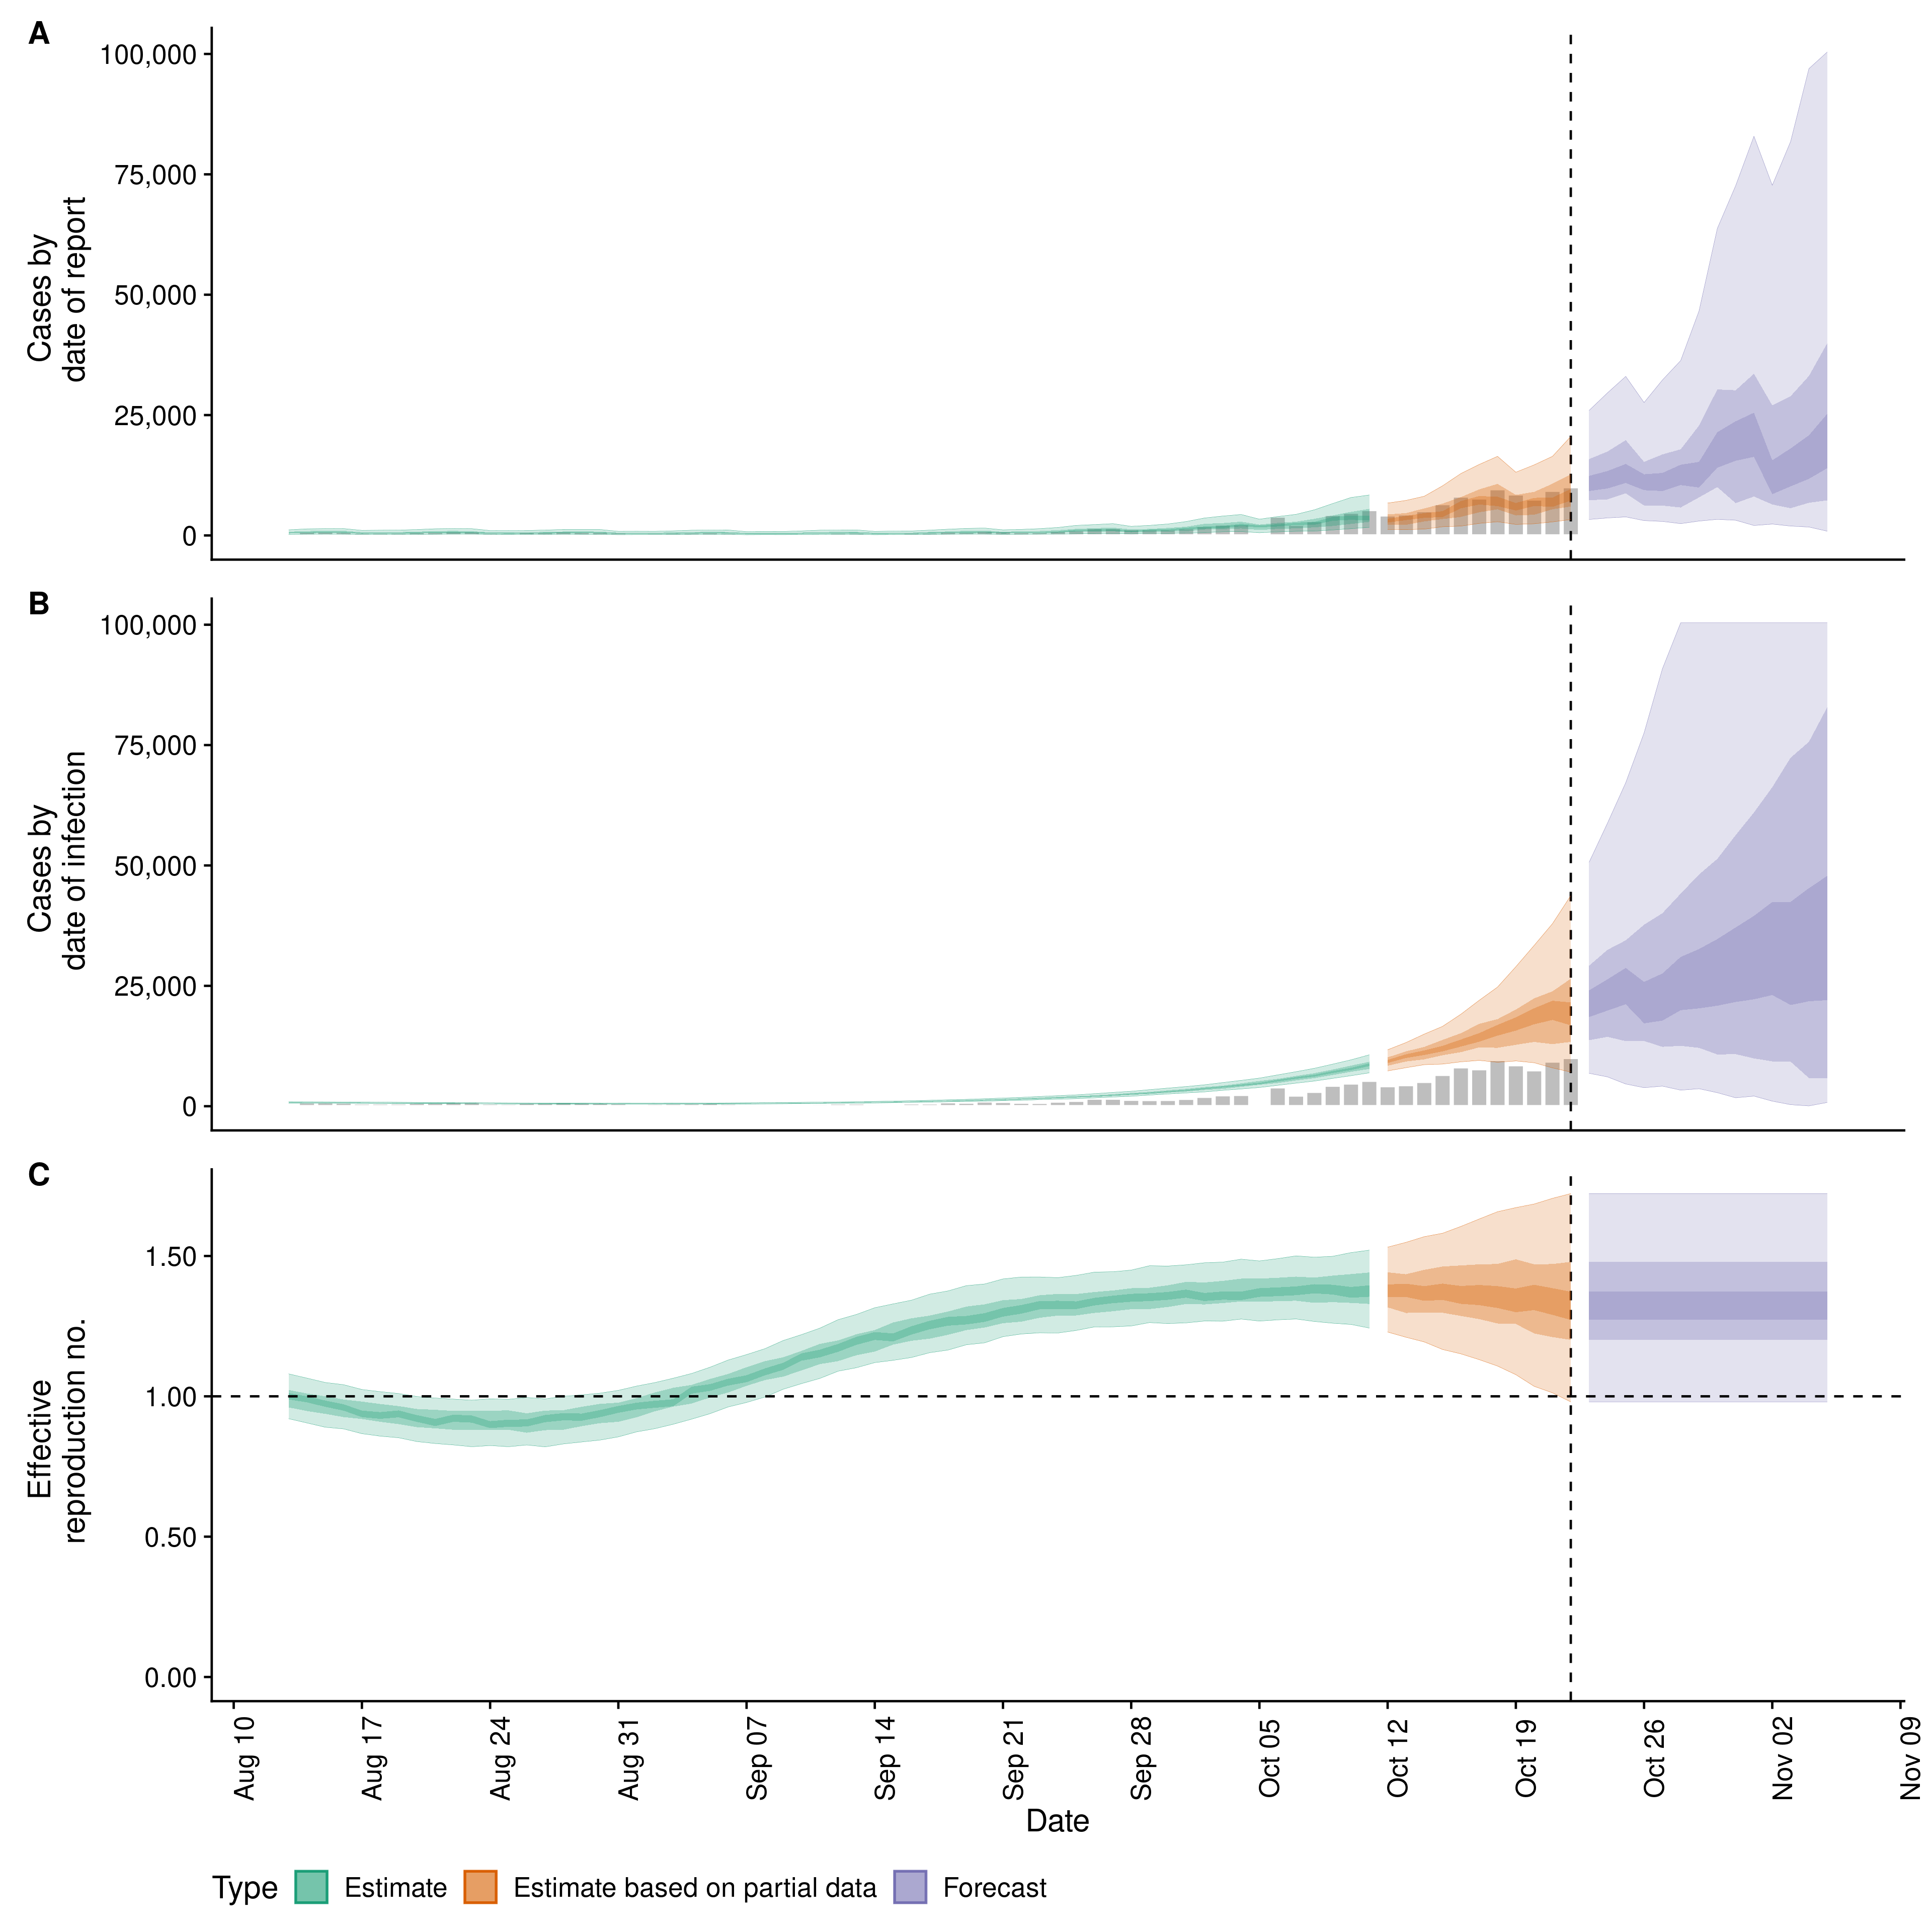 A
100,000
75,000
50,000
25,000
0
Cases by
date of report
B
100,000
75,000
50,000
25,000
0
Cases by
date of infection
C
1.50
1.00
0.50
0.00
Effective
reproduction no.
Aug 10
Aug 17
Aug 24
Aug 31
Sep 07
Sep 14
Sep 21
Sep 28
Oct 05
Oct 12
Oct 19
Oct 26
Nov 02
Nov 09
Date
Type Estimate Estimate based on partial data Forecast